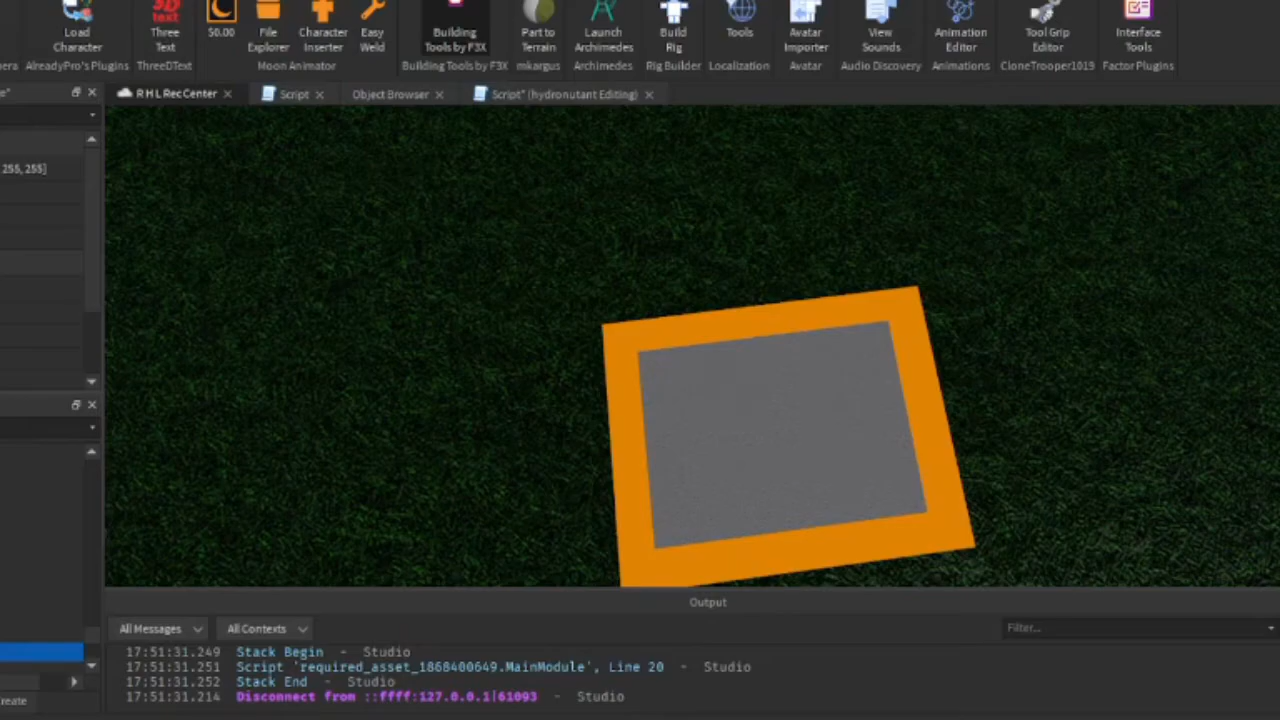 3D
text
Load
Character
Three
Text
S0.00
File
Explorer
Character
Inserter
Easy
Weld
Building
Tools by F3X
Part to
Terrain
Launch
Archimedes
Build
Rig
Tools
Avatar
Importer
View
Sounds
Animation
Editor
Tool Grip
Editor
Interface
Tools
era AlreadyPro's Plugins ThreeDText Moon Animator Building Tools by F3X mkargus Archimedes Rig Builder Localization Avatar Audio Discovery Animations CloneTrooper1019 Factor Plugins
R H L Rec Center Script Object Browser Script* (hydronutant Editing)
255, 255]
Output
All Messages All Contexts Filter...
17:51:31.249 Stack Begin - Studio
17:51:31.251 Script 'required_asset_1868400649.MainModule', Line 20 - Studio
17:51:31.252 Stack End - Studio
17:51:31.214 Disconnect from ::ffff:127.0.0.1|61093 - Studio
reate